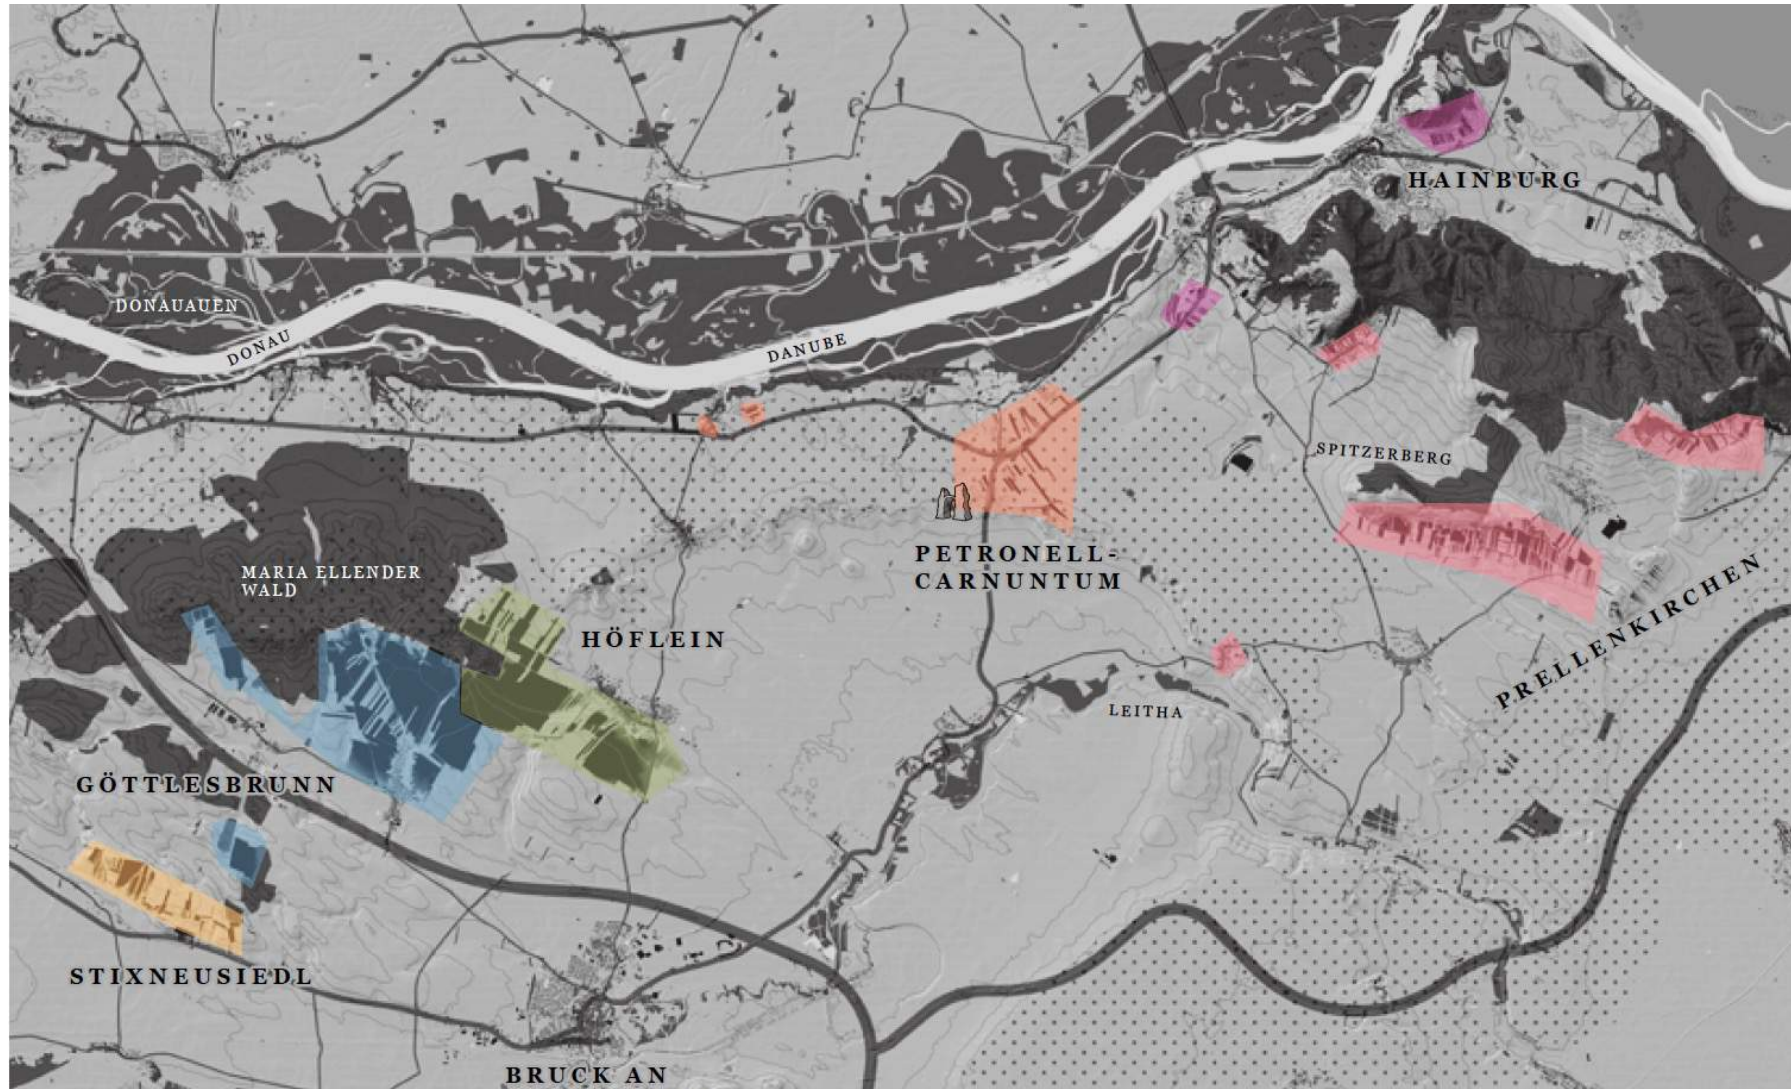 HAINBURG
DONAUAUEN
DONAU
DANUBE
SPITZERBERG
PETRONELL-
CARNUNTUM
MARIA ELLENDER
WALD
HÖFLEIN
PRELLENKIRCHEN
LEITHA
GÖTTLESBRUNN
STIXNEUSIEDL
BRUCK AN